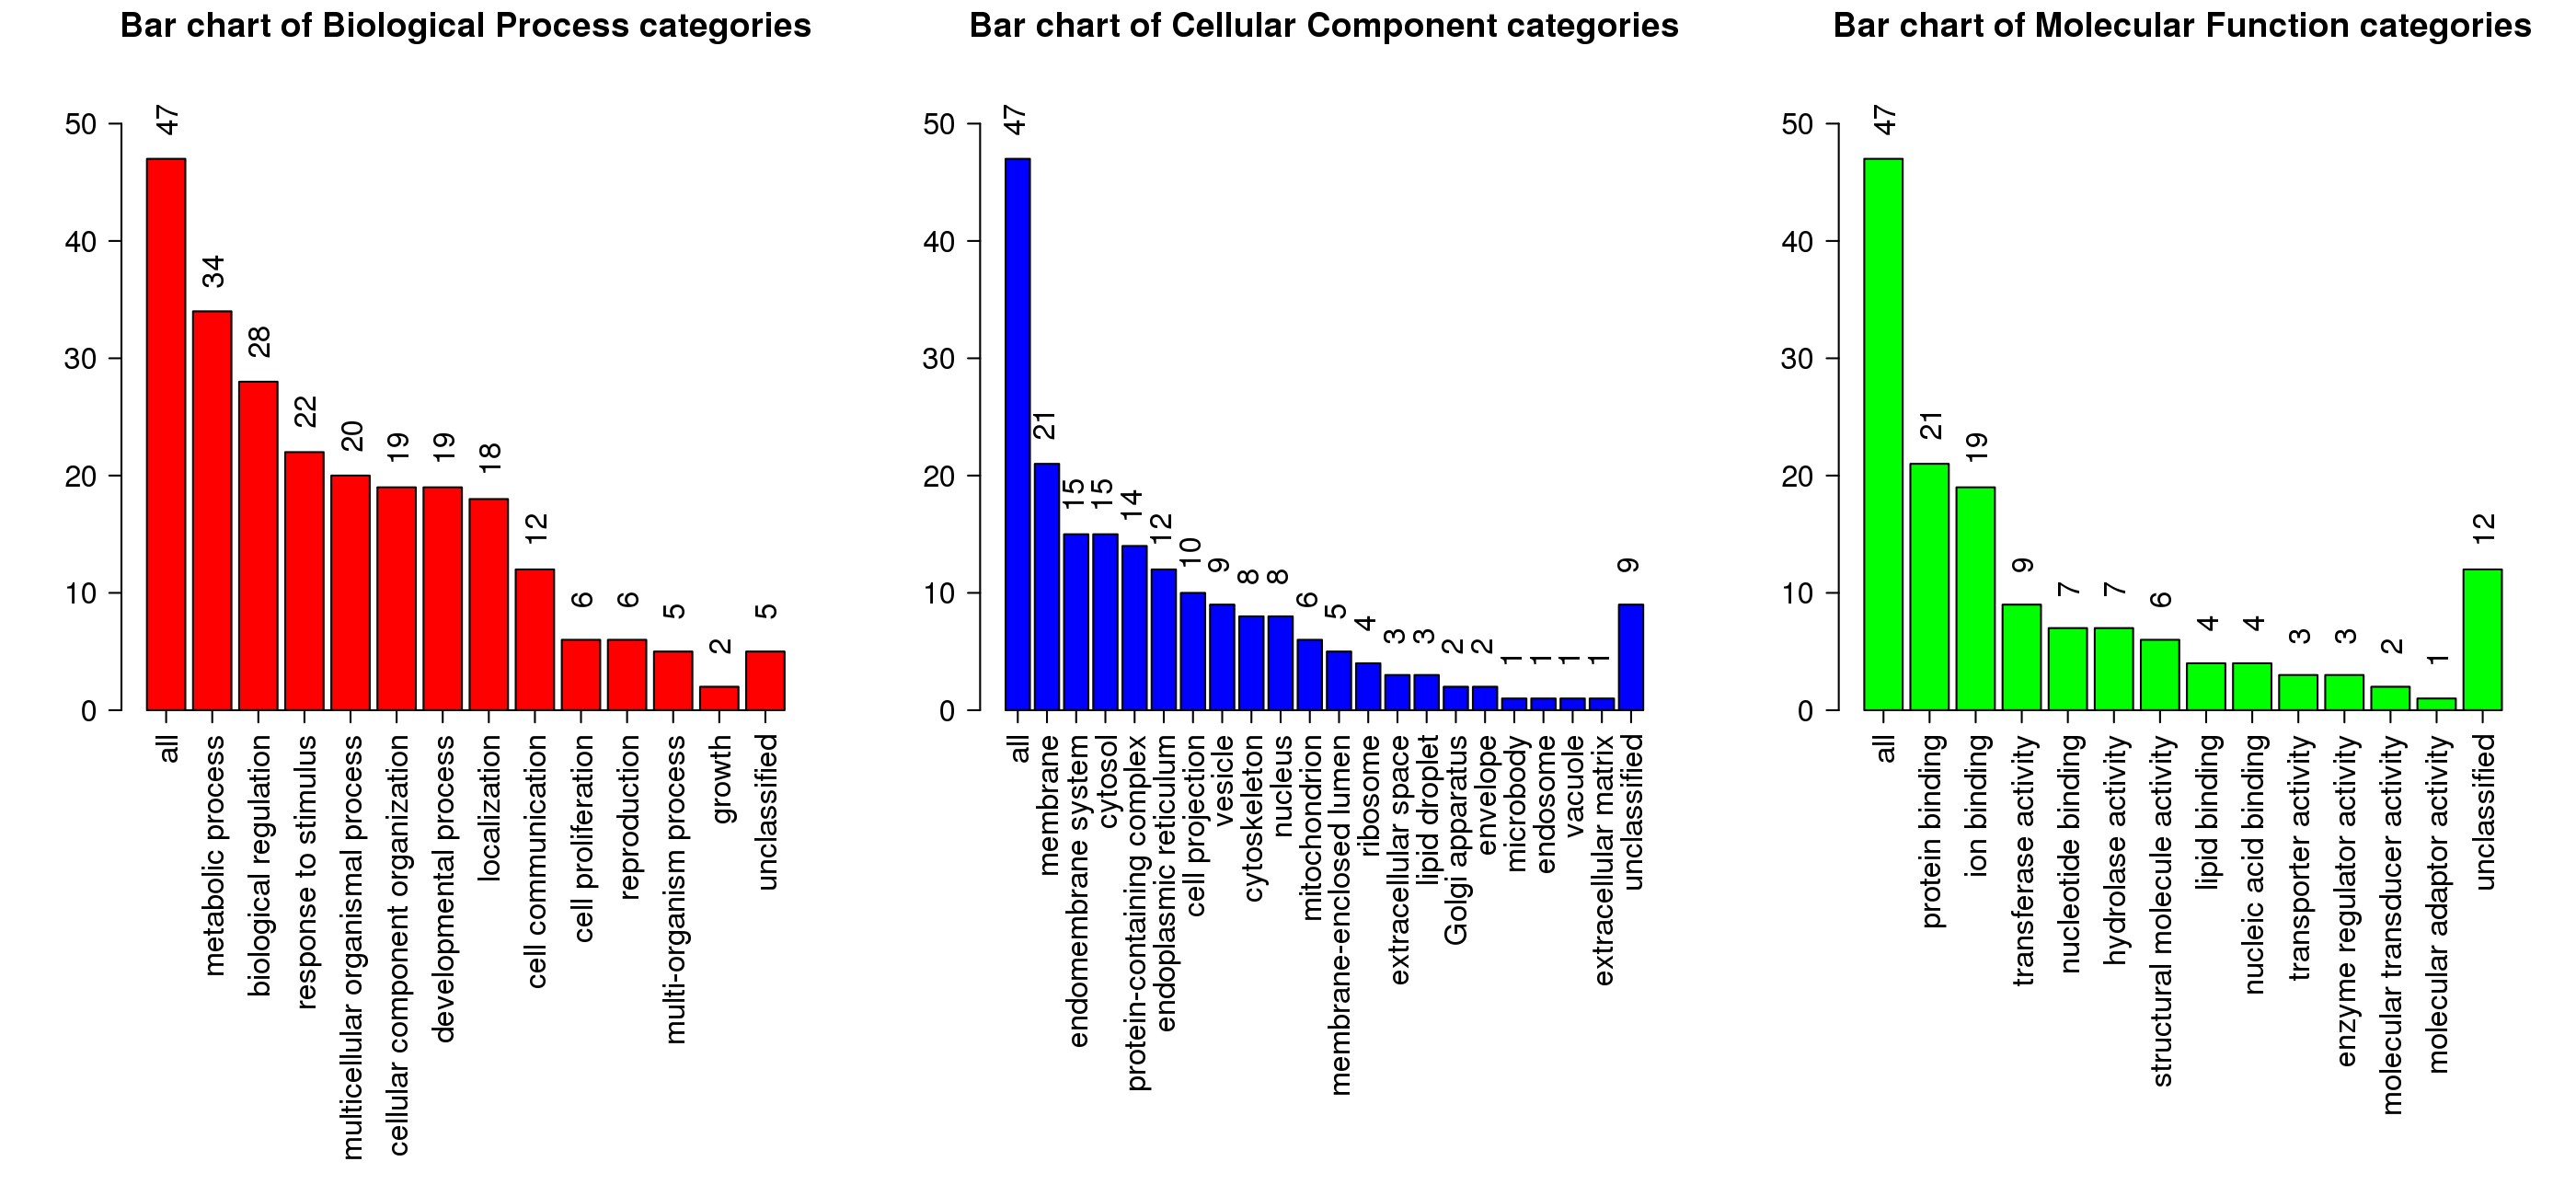 Bar chart of Biological Process categories
50
40
30
20
10
0
47
34
28
22
20
19
19
18
12
6
6
5
2
5
all
metabolic process
biological regulation
response to stimulus
multicellular organismal process
cellular component organization
developmental process
localization
cell communication
cell proliferation
reproduction
multi-organism process
growth
unclassified
Bar chart of Cellular Component categories
50
40
30
20
10
0
47
21
15
15
14
12
10
9
8
8
6
5
4
3
3
2
2
1
1
1
1
9
all
membrane
endomembrane system
cytosol
protein-containing complex
endoplasmic reticulum
cell projection
vesicle
cytoskeleton
nucleus
mitochondrion
membrane-enclosed lumen
ribosome
extracellular space
lipid droplet
Golgi apparatus
envelope
microbody
endosome
vacuole
extracellular matrix
unclassified
Bar chart of Molecular Function categories
50
40
30
20
10
0
47
21
19
9
7
7
6
4
4
3
3
2
1
12
all
protein binding
ion binding
transferase activity
nucleotide binding
hydrolase activity
structural molecule activity
lipid binding
nucleic acid binding
transporter activity
enzyme regulator activity
molecular transducer activity
molecular adaptor activity
unclassified